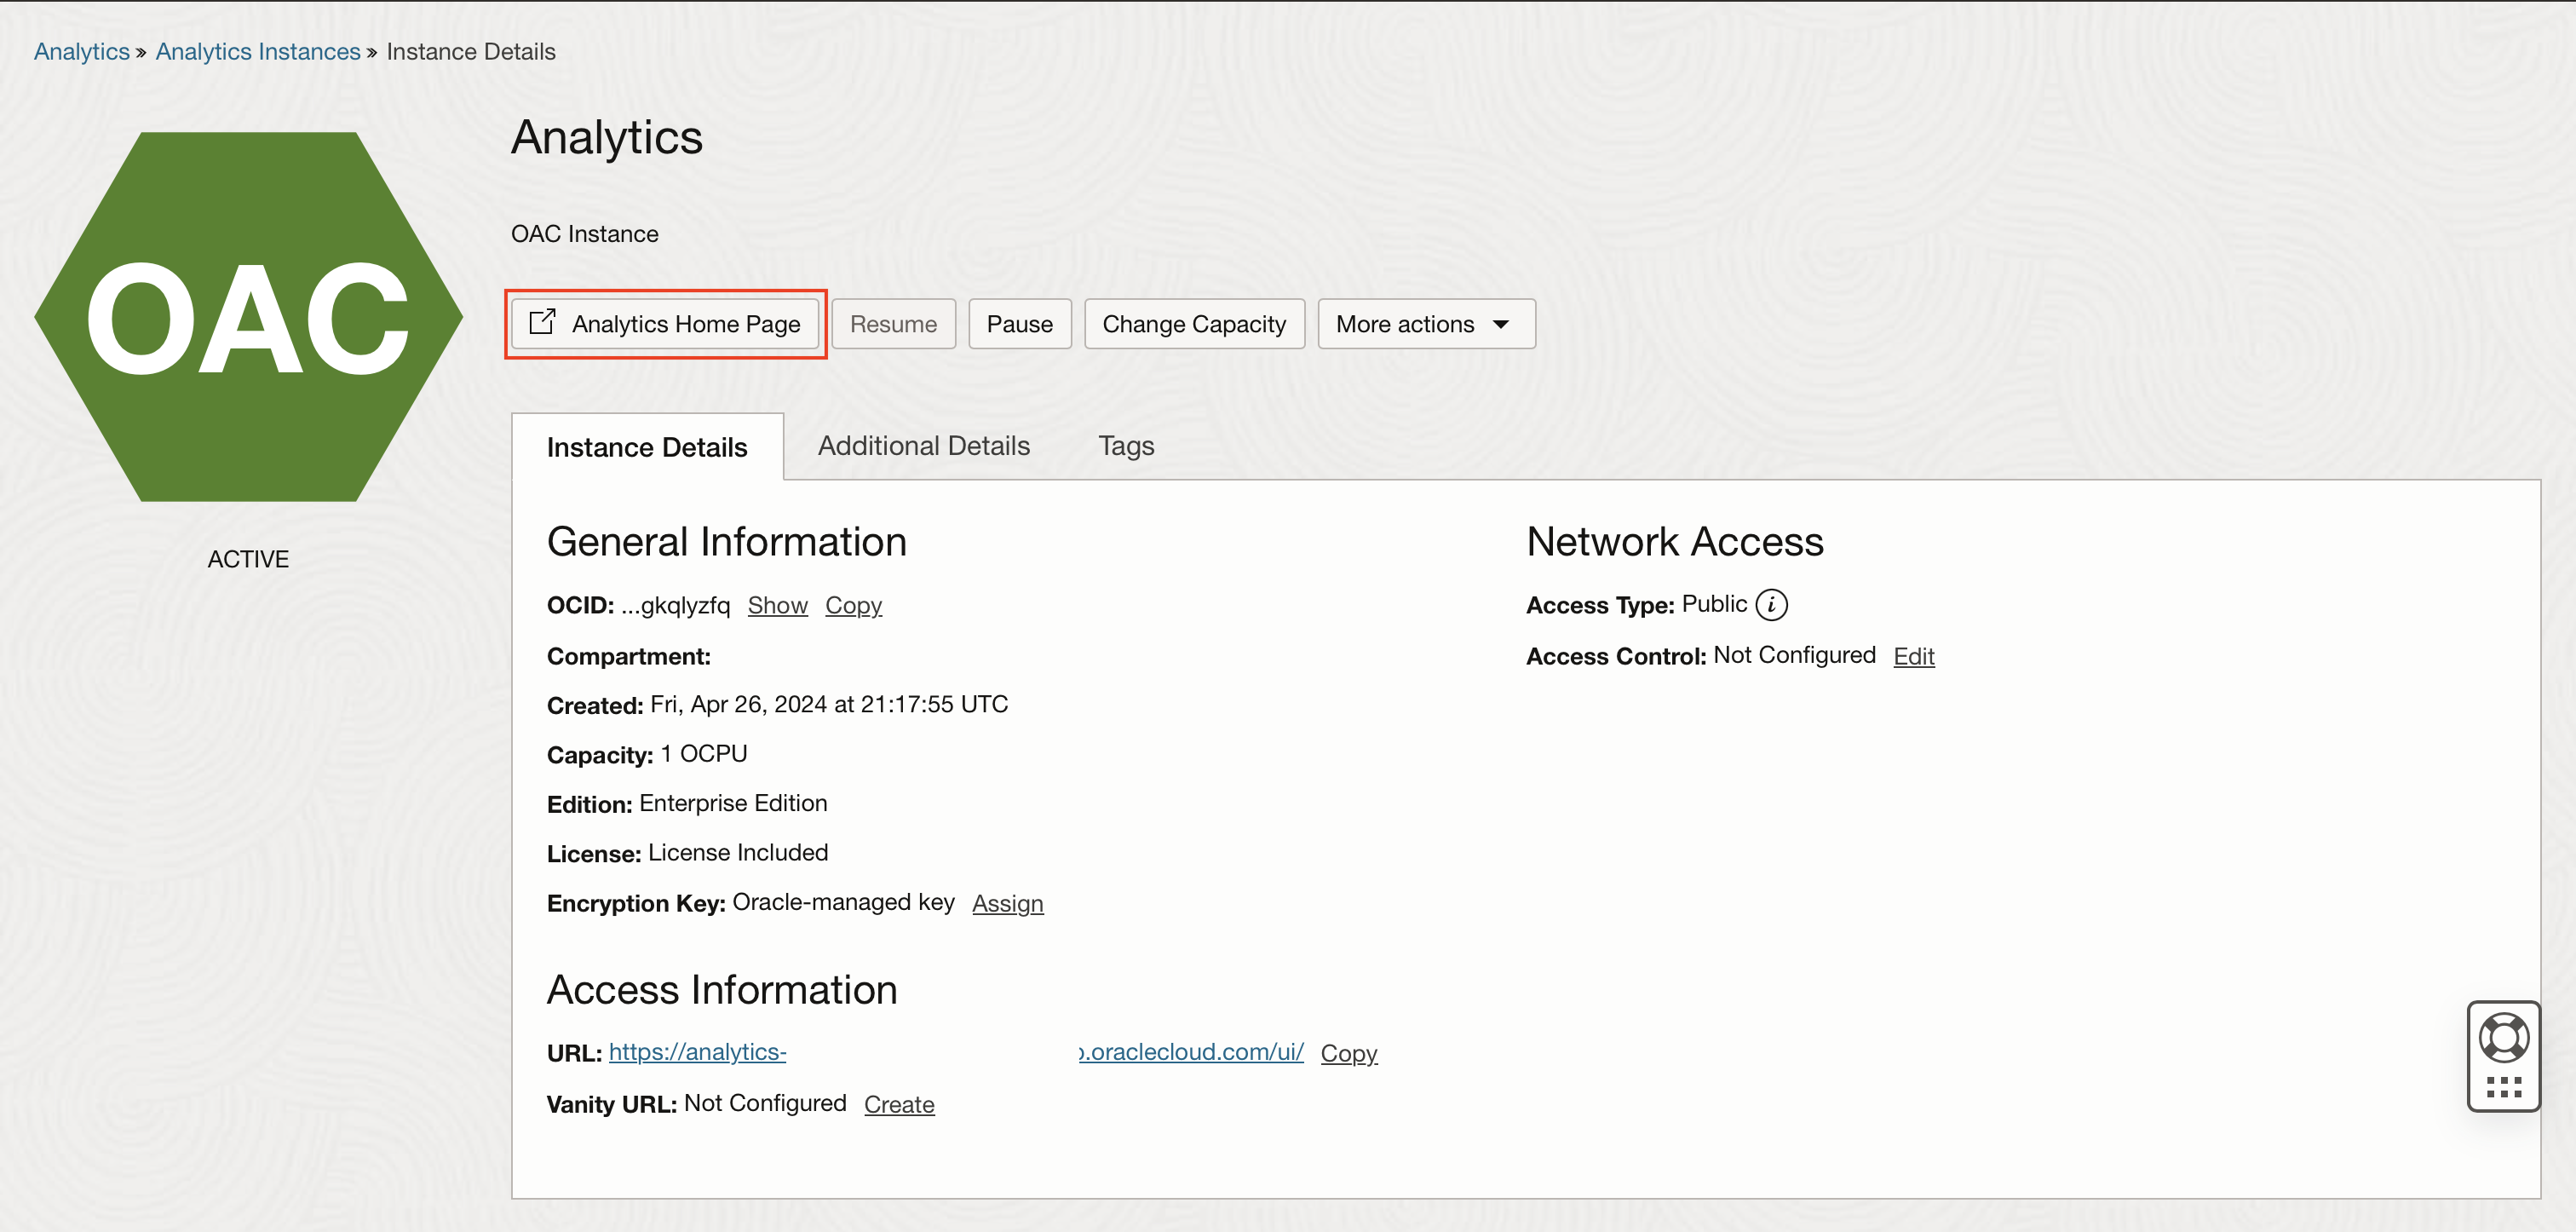 Analytics » Analytics Instances » Instance Details
OAC
ACTIVE
Analytics
OAC Instance
Analytics Home Page
Resume
Pause
Change Capacity
More actions
Instance Details
Additional Details
Tags
General Information
OCID: ...gkqlyzfq Show Copy
Compartment:
Created: Fri, Apr 26, 2024 at 21:17:55 UTC
Capacity: 1 OCPU
Edition: Enterprise Edition
License: License Included
Encryption Key: Oracle-managed key Assign
Access Information
URL: https://analytics- .oraclecloud.com/ui/ Copy
Vanity URL: Not Configured Create
Network Access
Access Type: Public i
Access Control: Not Configured Edit